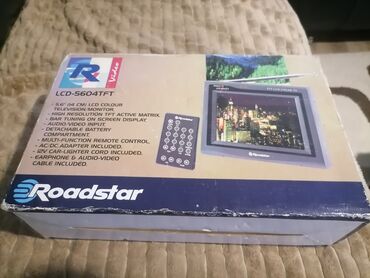 Video
LCD-5604TFT
- 5.6" (14 CM) LCD COLOUR
TELEVISION MONITOR.
- HIGH RESOLUTION TFT ACTIVE MATRIX.
- BAR TUNING ON SCREEN DISPLAY.
- AUDIO/VIDEO INPUT.
- DETACHABLE BATTERY
COMPARTMENT.
- MULTI-FUNCTION REMOTE CONTROL.
- AC-DC ADAPTER INCLUDED.
- 12V CAR-LIGHTER CORD INCLUDED.
- EARPHONE & AUDIO-VIDEO
CABLE INCLUDED
Roadstar